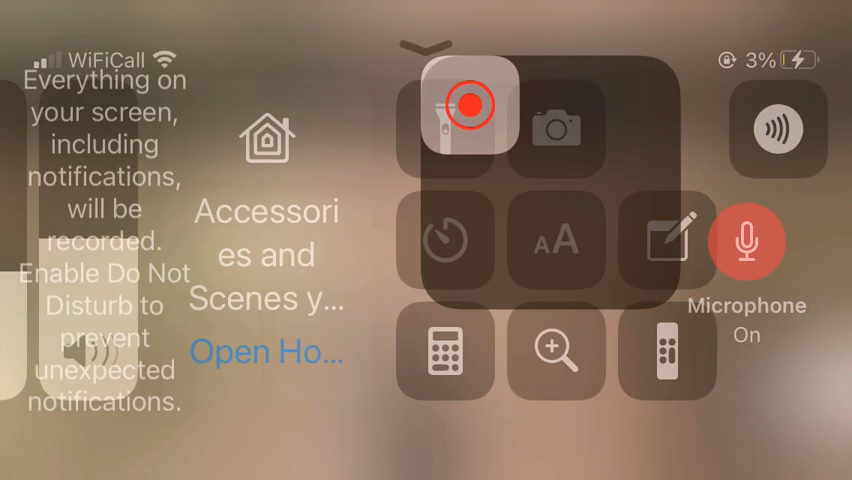 WiFiCall
3%
Everything on
your screen,
including
notifications,
will be
recorded.
Enable Do Not
Disturb to
prevent
unexpected
notifications.
Accessori
es and
Scenes y...
Open Ho...
AA
Microphone
On